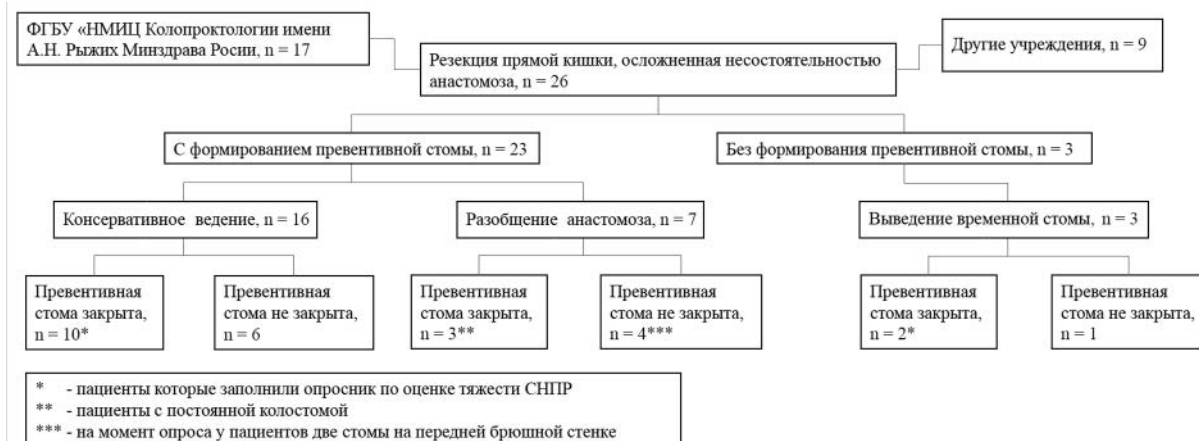 ФГБУ «НМИЦ Колопроктологии имени
А.Н. Рыжих Минздрава Росии, n = 17
Другие учреждения, n = 9
Резекция прямой кишки, осложненная несостоятельностью
анастомоза, n = 26
С формированием превентивной стомы, n = 23
Без формирования превентивной стомы, n = 3
Консервативное ведение, n = 16
Разобщение анастомоза, n = 7
Выведение временной стомы, n = 3
Превентивная
стома закрыта,
n = 10*
Превентивная
стома не закрыта,
n = 6
Превентивная
стома закрыта,
n = 3**
Превентивная
стома не закрыта,
n = 4***
Превентивная
стома закрыта,
n = 2*
Превентивная
стома не закрыта,
n = 1
* - пациенты которые заполнили опросник по оценке тяжести СНПР
** - пациенты с постоянной колостомой
*** - на момент опроса у пациентов две стомы на передней брюшной стенке